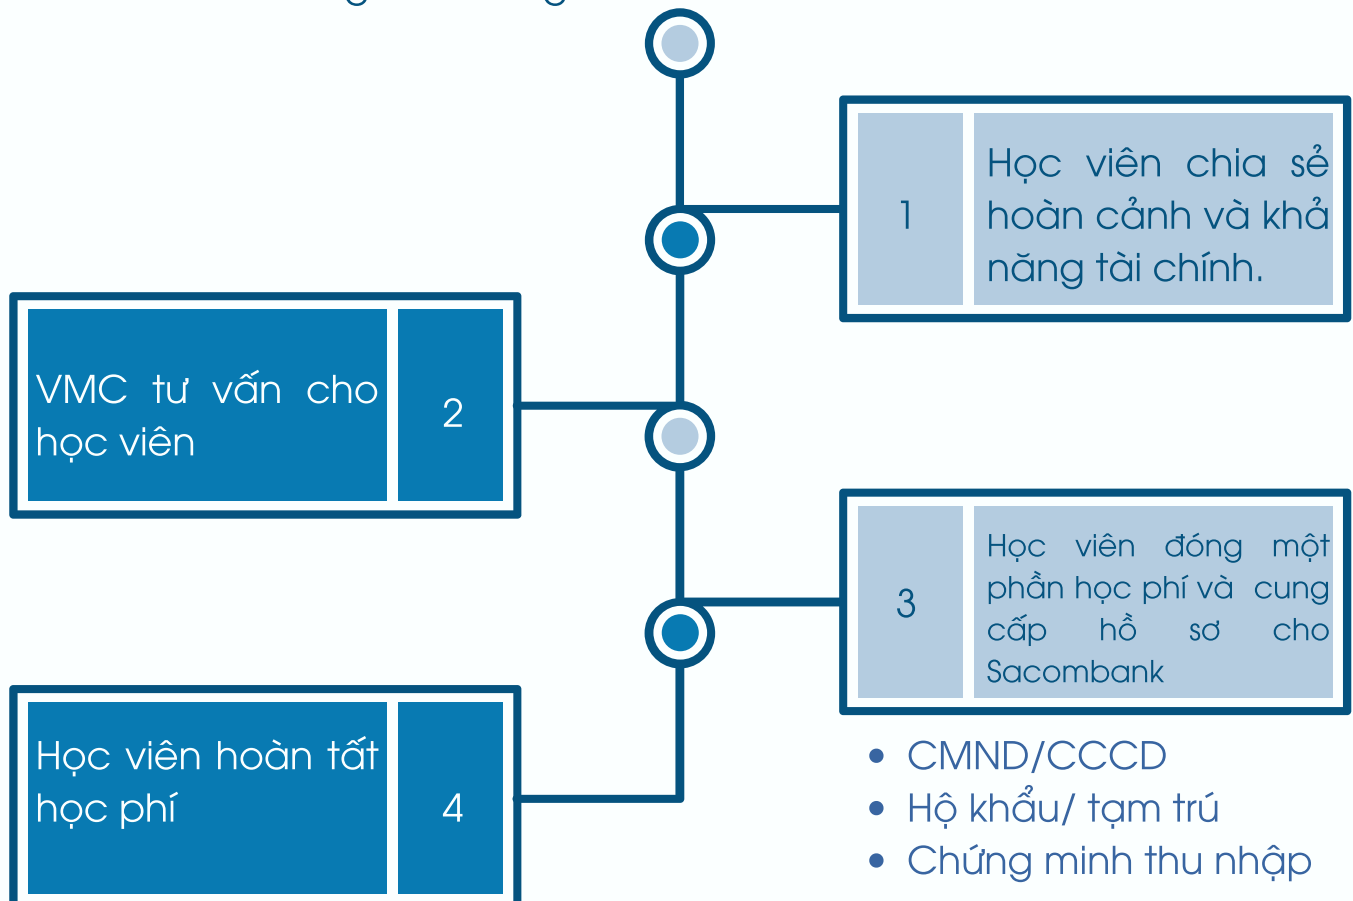 1
Học viên chia sẻ
hoàn cảnh và khả
năng tài chính.
VMC tư vấn cho
học viên
2
3
Học viên đóng một
phần học phí và cung
cấp hồ sơ cho
Sacombank
Học viên hoàn tất
học phí
4
• CMND/CCCD
• Hộ khẩu/ tạm trú
• Chứng minh thu nhập